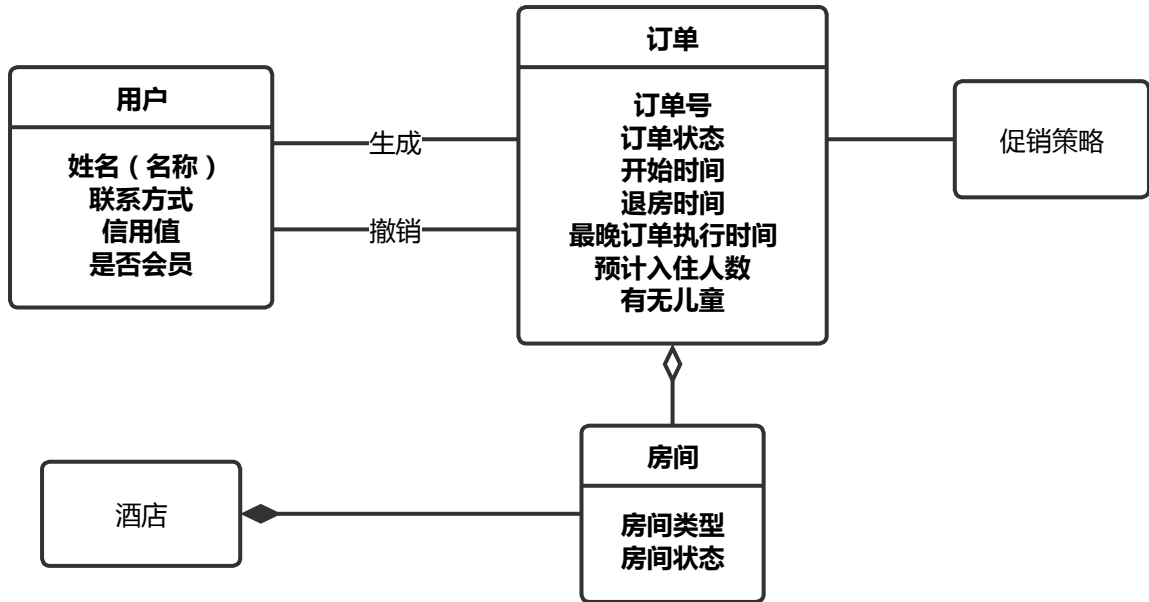 用户
姓名（名称）
联系方式
信用值
是否会员
生成
撤销
订单
订单号
订单状态
开始时间
退房时间
最晚订单执行时间
预计入住人数
有无儿童
促销策略
酒店
房间
房间类型
房间状态